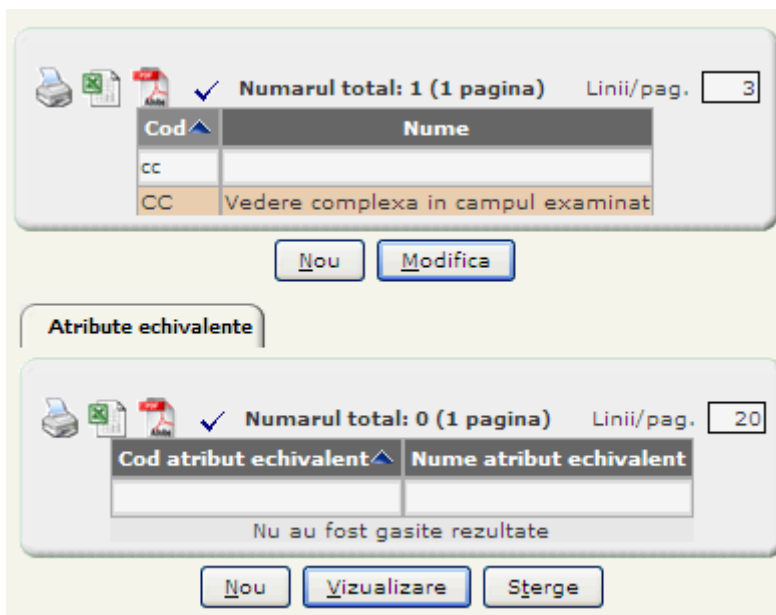 Numarul total: 1 (1 pagina) Linii/pag. 3
Cod Nume
cc
CC Vedere complexa in campul examinat
Nou Modifica
Atribute echivalente
Numarul total: 0 (1 pagina) Linii/pag. 20
Cod atribut echivalent Nume atribut echivalent
Nu au fost gasite rezultate
Nou Vizualizare Sterge